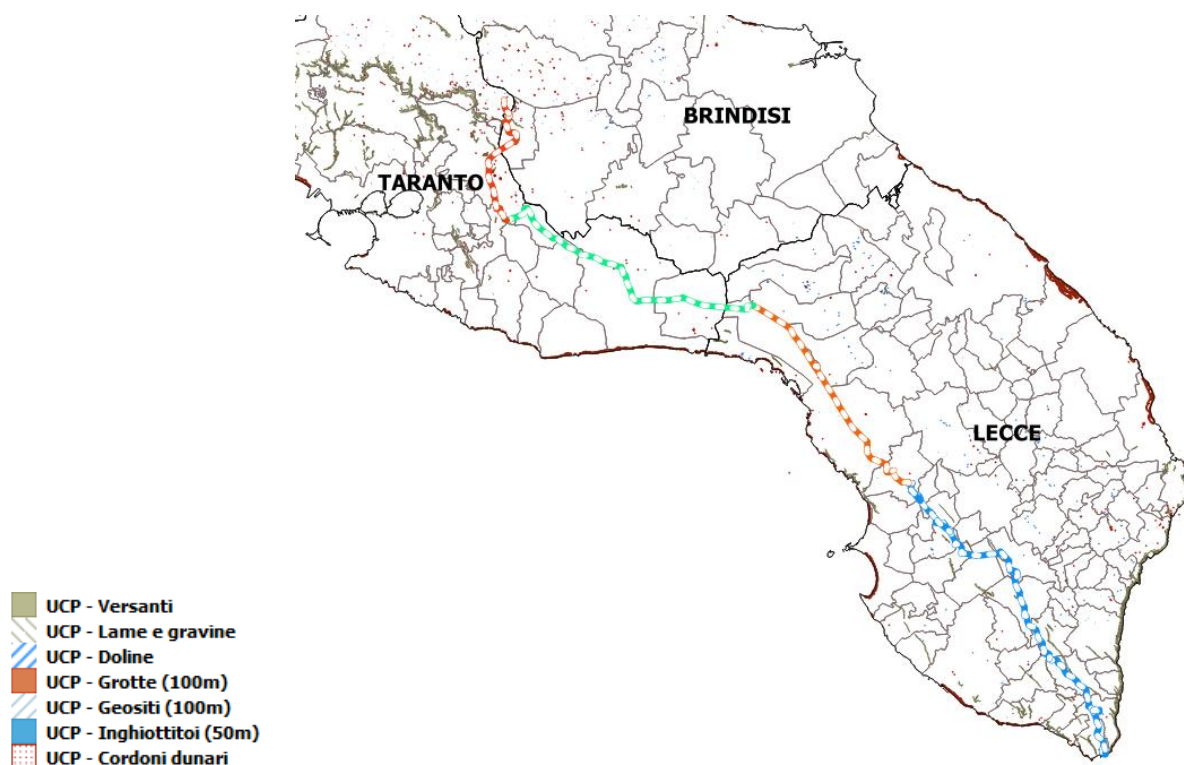 BRINDISI
TARANTO
LECCE
UCP - Versanti
UCP - Lame e gravine
UCP - Doline
UCP - Grotte (100m)
UCP - Geositi (100m)
UCP - Inghiottitoi (50m)
UCP - Cordoni dunari